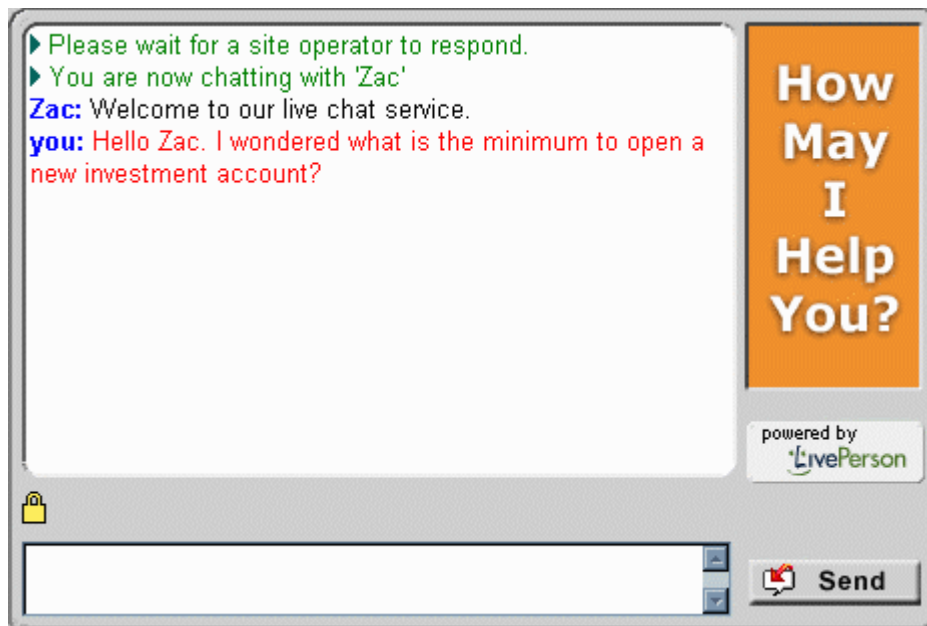 Please wait for a site operator to respond.
You are now chatting with 'Zac'
Zac: Welcome to our live chat service.
you: Hello Zac. I wondered what is the minimum to open a
new investment account?
How
May
I
Help
You?
powered by
LivePerson
Send